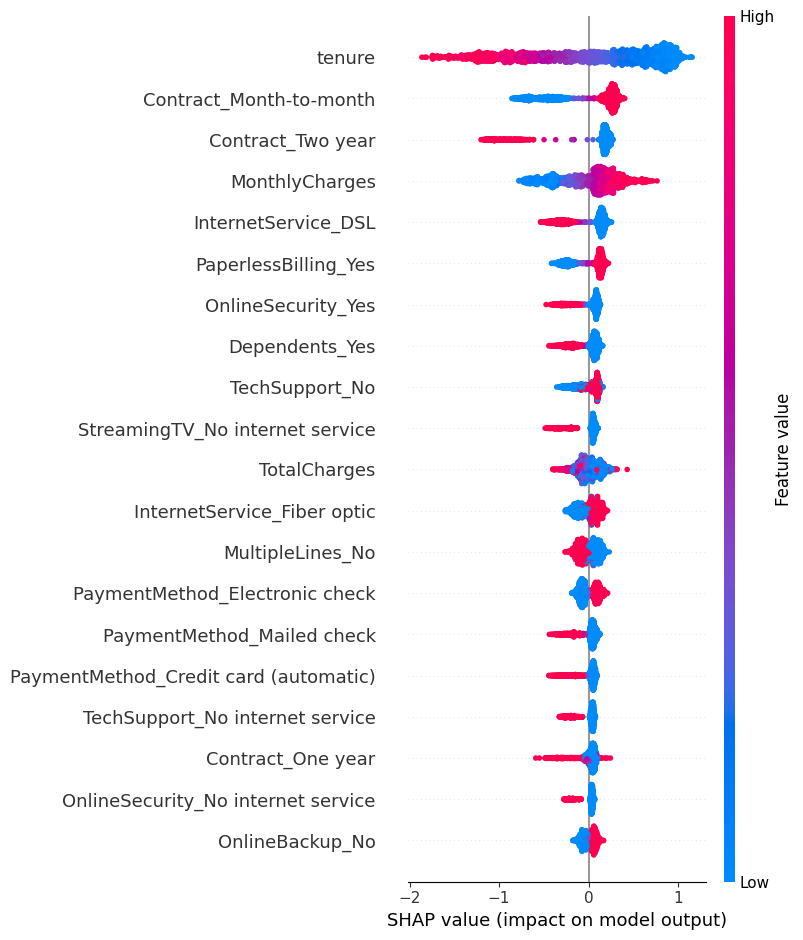 High
tenure
Contract_Month-to-month
Contract_Two year
MonthlyCharges
InternetService_DSL
PaperlessBilling_Yes
OnlineSecurity_Yes
Dependents_Yes
TechSupport_No
StreamingTV_No internet service
TotalCharges
InternetService_Fiber optic
MultipleLines_No
PaymentMethod_Electronic check
PaymentMethod_Mailed check
PaymentMethod_Credit card (automatic)
TechSupport_No internet service
Contract_One year
OnlineSecurity_No internet service
OnlineBackup_No
Feature value
Low
−2 −1 0 1
SHAP value (impact on model output)